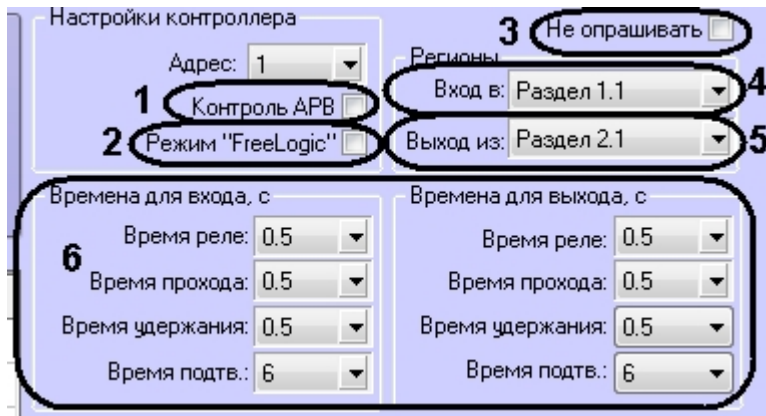 Настройки контроллера
Адрес: 1
1 Контроль APB
2 Режим "FreeLogic"
3 Не опрашивать
Регионы
Вход в: Раздел 1.1 4
Выход из: Раздел 2.1 5
6
Времена для входа, с
Время реле: 0.5
Время прохода: 0.5
Время удержания: 0.5
Время подтв.: 6
Времена для выхода, с
Время реле: 0.5
Время прохода: 0.5
Время удержания: 0.5
Время подтв.: 6